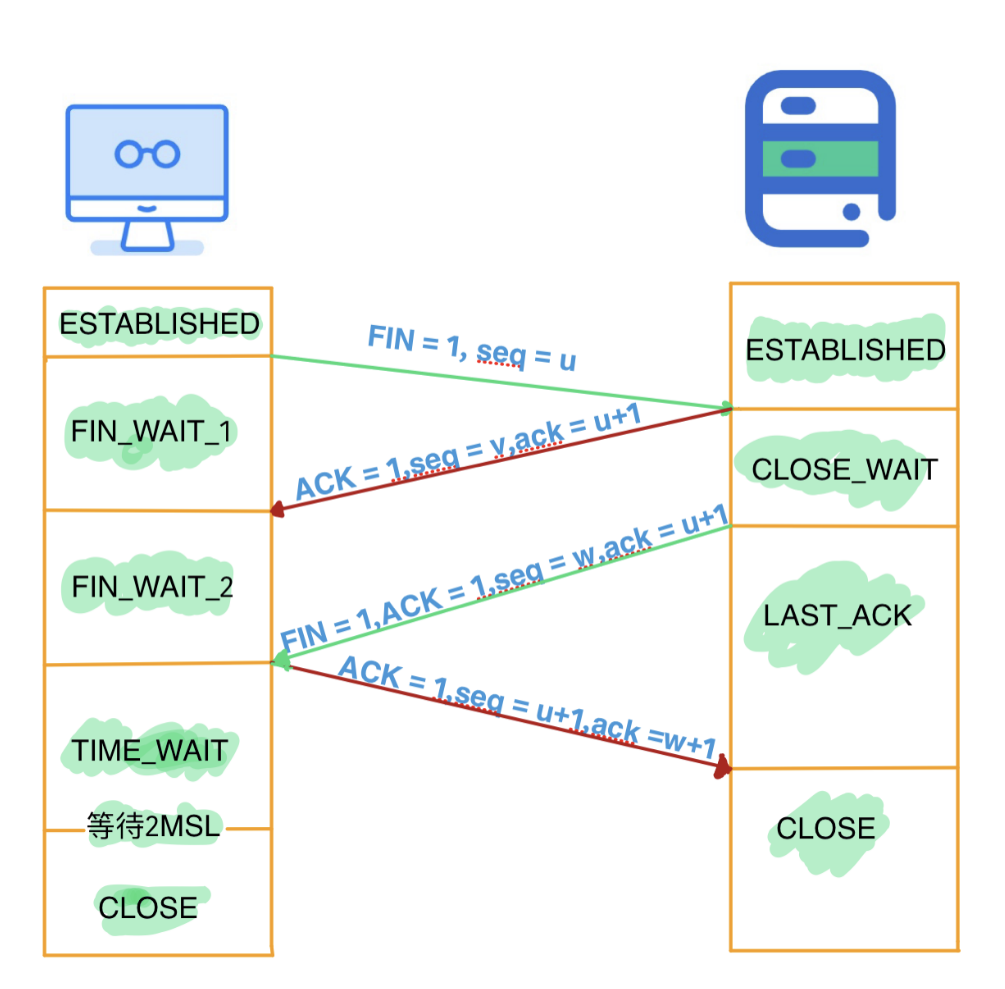 ESTABLISHED
FIN = 1, seq = u
ESTABLISHED
FIN_WAIT_1
ACK = 1,seq = v,ack = u+1
CLOSE_WAIT
FIN_WAIT_2
FIN = 1,ACK = 1,seq = w,ack = u+1
LAST_ACK
ACK = 1,seq = u+1,ack =w+1
TIME_WAIT
等待2MSL
CLOSE
CLOSE